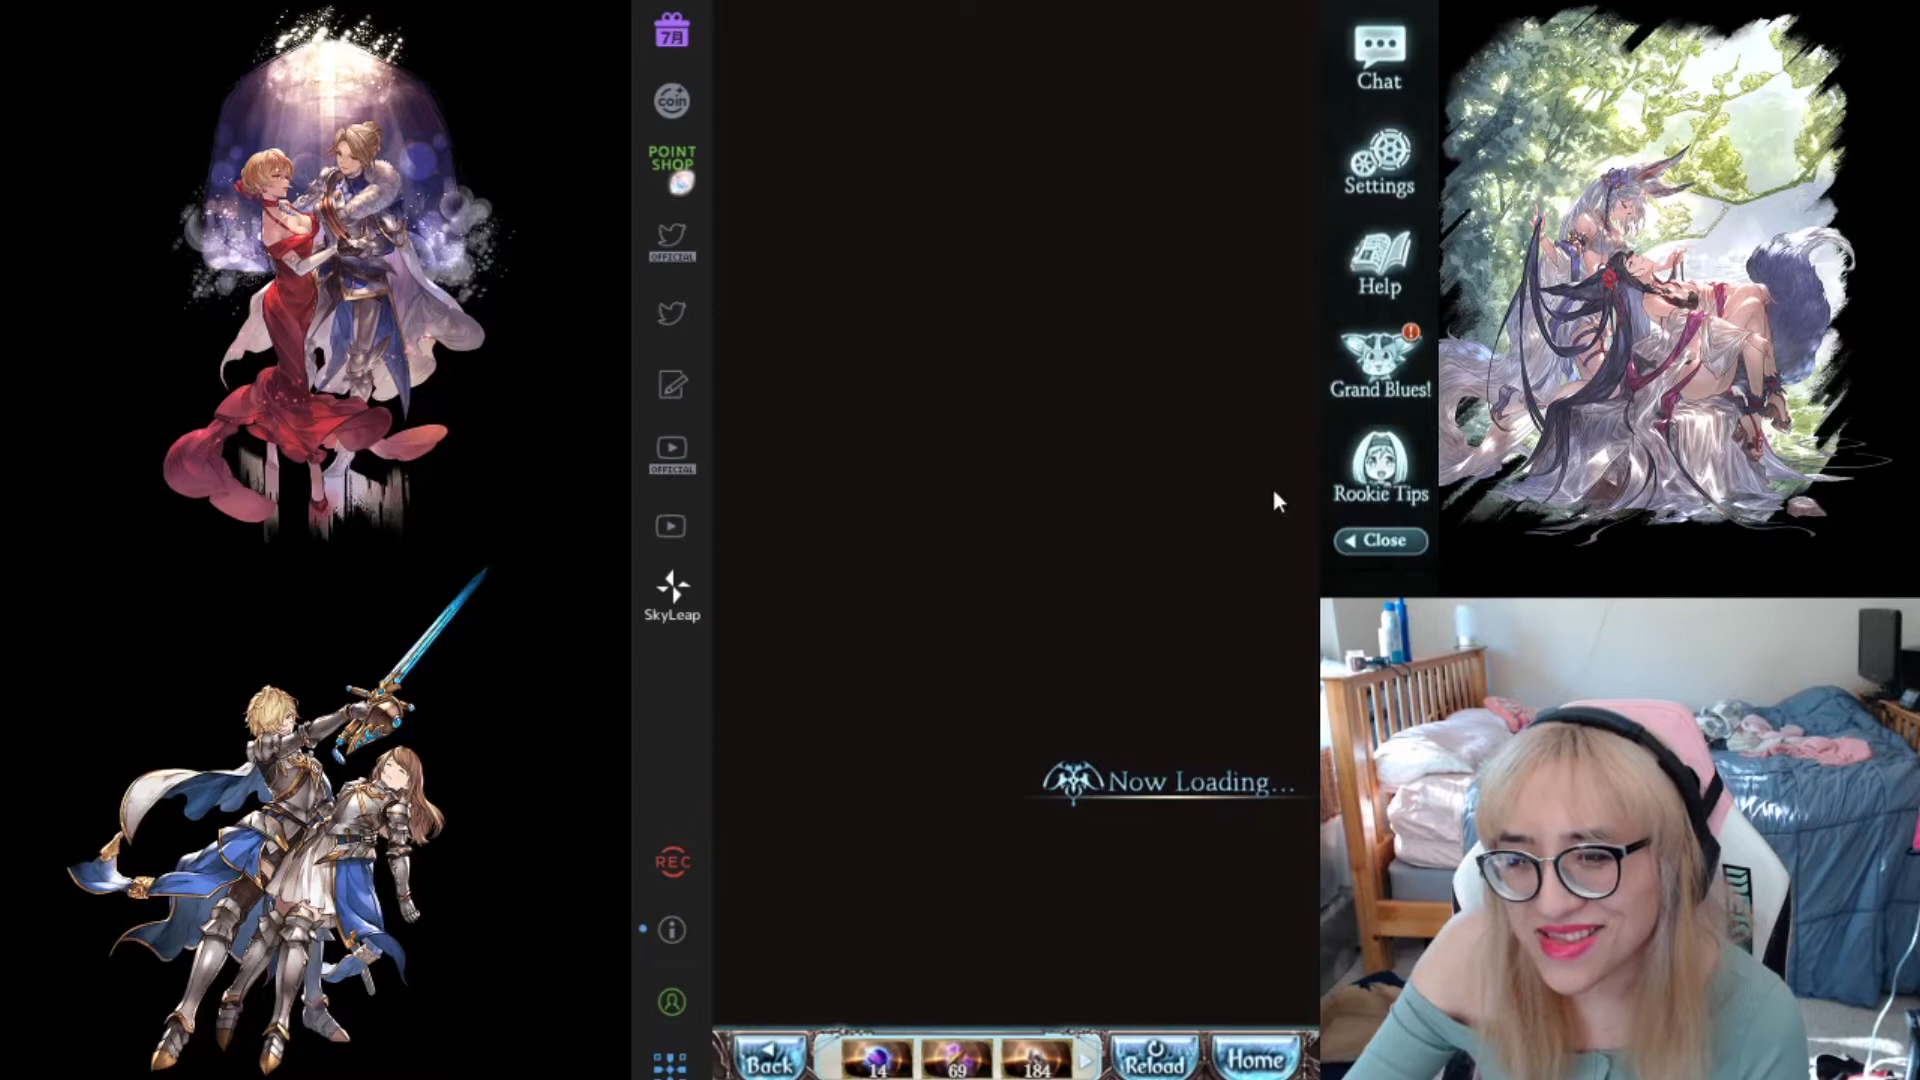 7月
coin
POINT
SHOP
OFFICIAL
OFFICIAL
SkyLeap
REC
Chat
Settings
Help
!
Grand Blues!
Rookie Tips
Close
Now Loading...
Back
14
69
184
Reload
Home